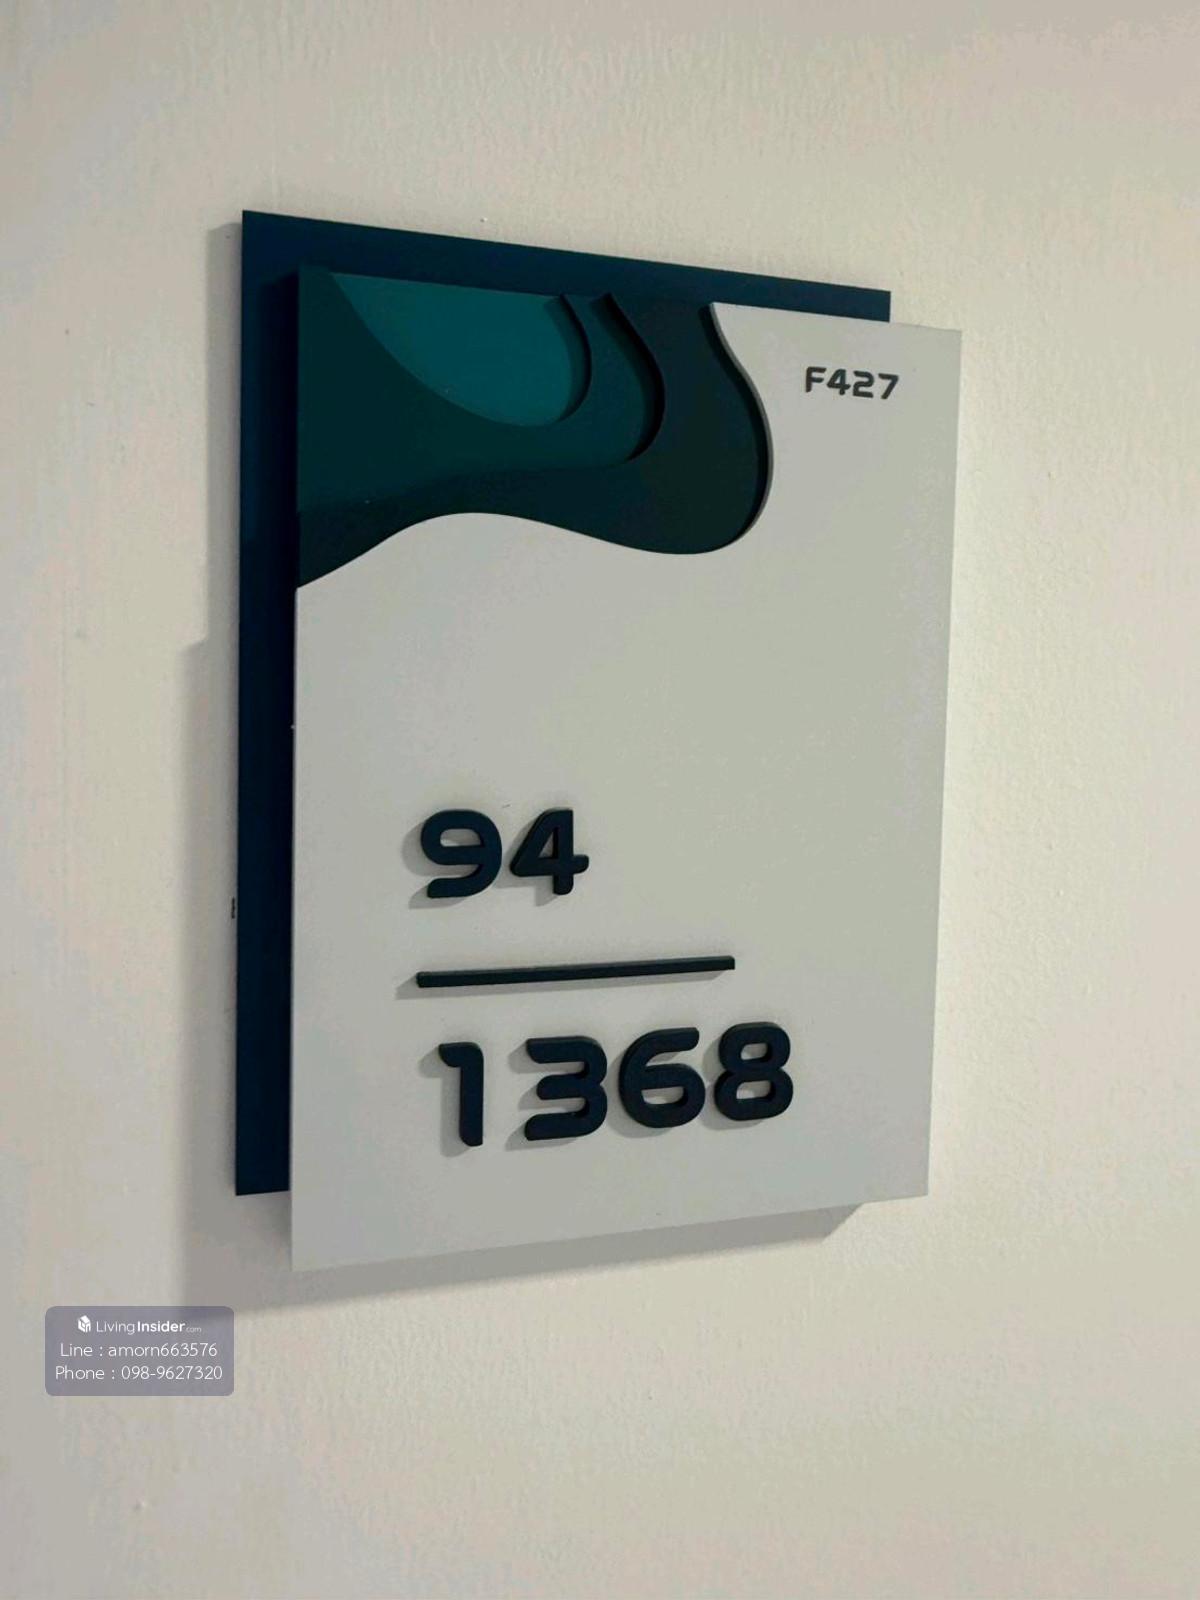 F427
94
1368
LivingInsider.com
Line : amorn663576
Phone : 098-9627320